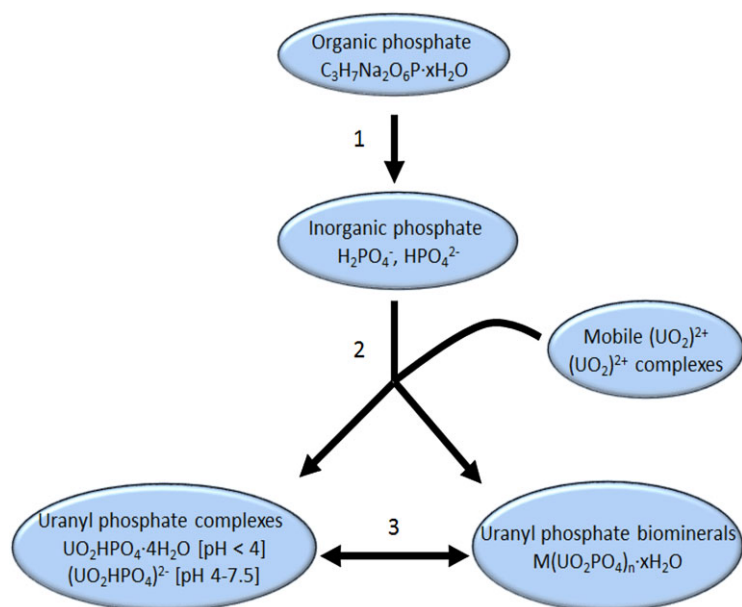 Organic phosphate
C₃H₇Na₂O₆P·xH₂O
1
Inorganic phosphate
H₂PO₄⁻, HPO₄²⁻
2
Mobile (UO₂)²⁺
(UO₂)²⁺ complexes
Uranyl phosphate complexes
UO₂HPO₄·4H₂O [pH < 4]
(UO₂HPO₄)²⁻ [pH 4-7.5]
3
Uranyl phosphate biominerals
M(UO₂PO₄)ₙ·xH₂O